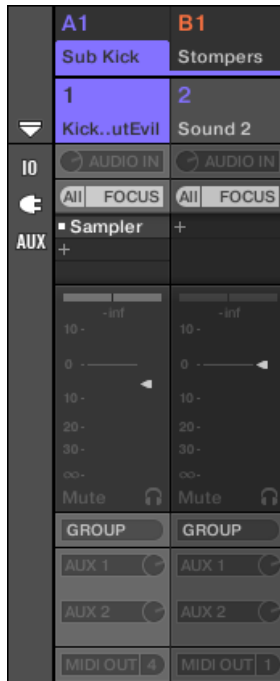 A1 B1
Sub Kick Stompers
1 2
Kick..utEvil Sound 2
IO AUDIO IN AUDIO IN
All FOCUS All FOCUS
Sampler +
AUX +
-inf -inf
10- 10-
0 - 0 -
10- 10-
20- 20-
30- 30-
∞- ∞-
Mute Mute
GROUP GROUP
AUX 1 AUX 1
AUX 2 AUX 2
MIDI OUT 4 MIDI OUT 1